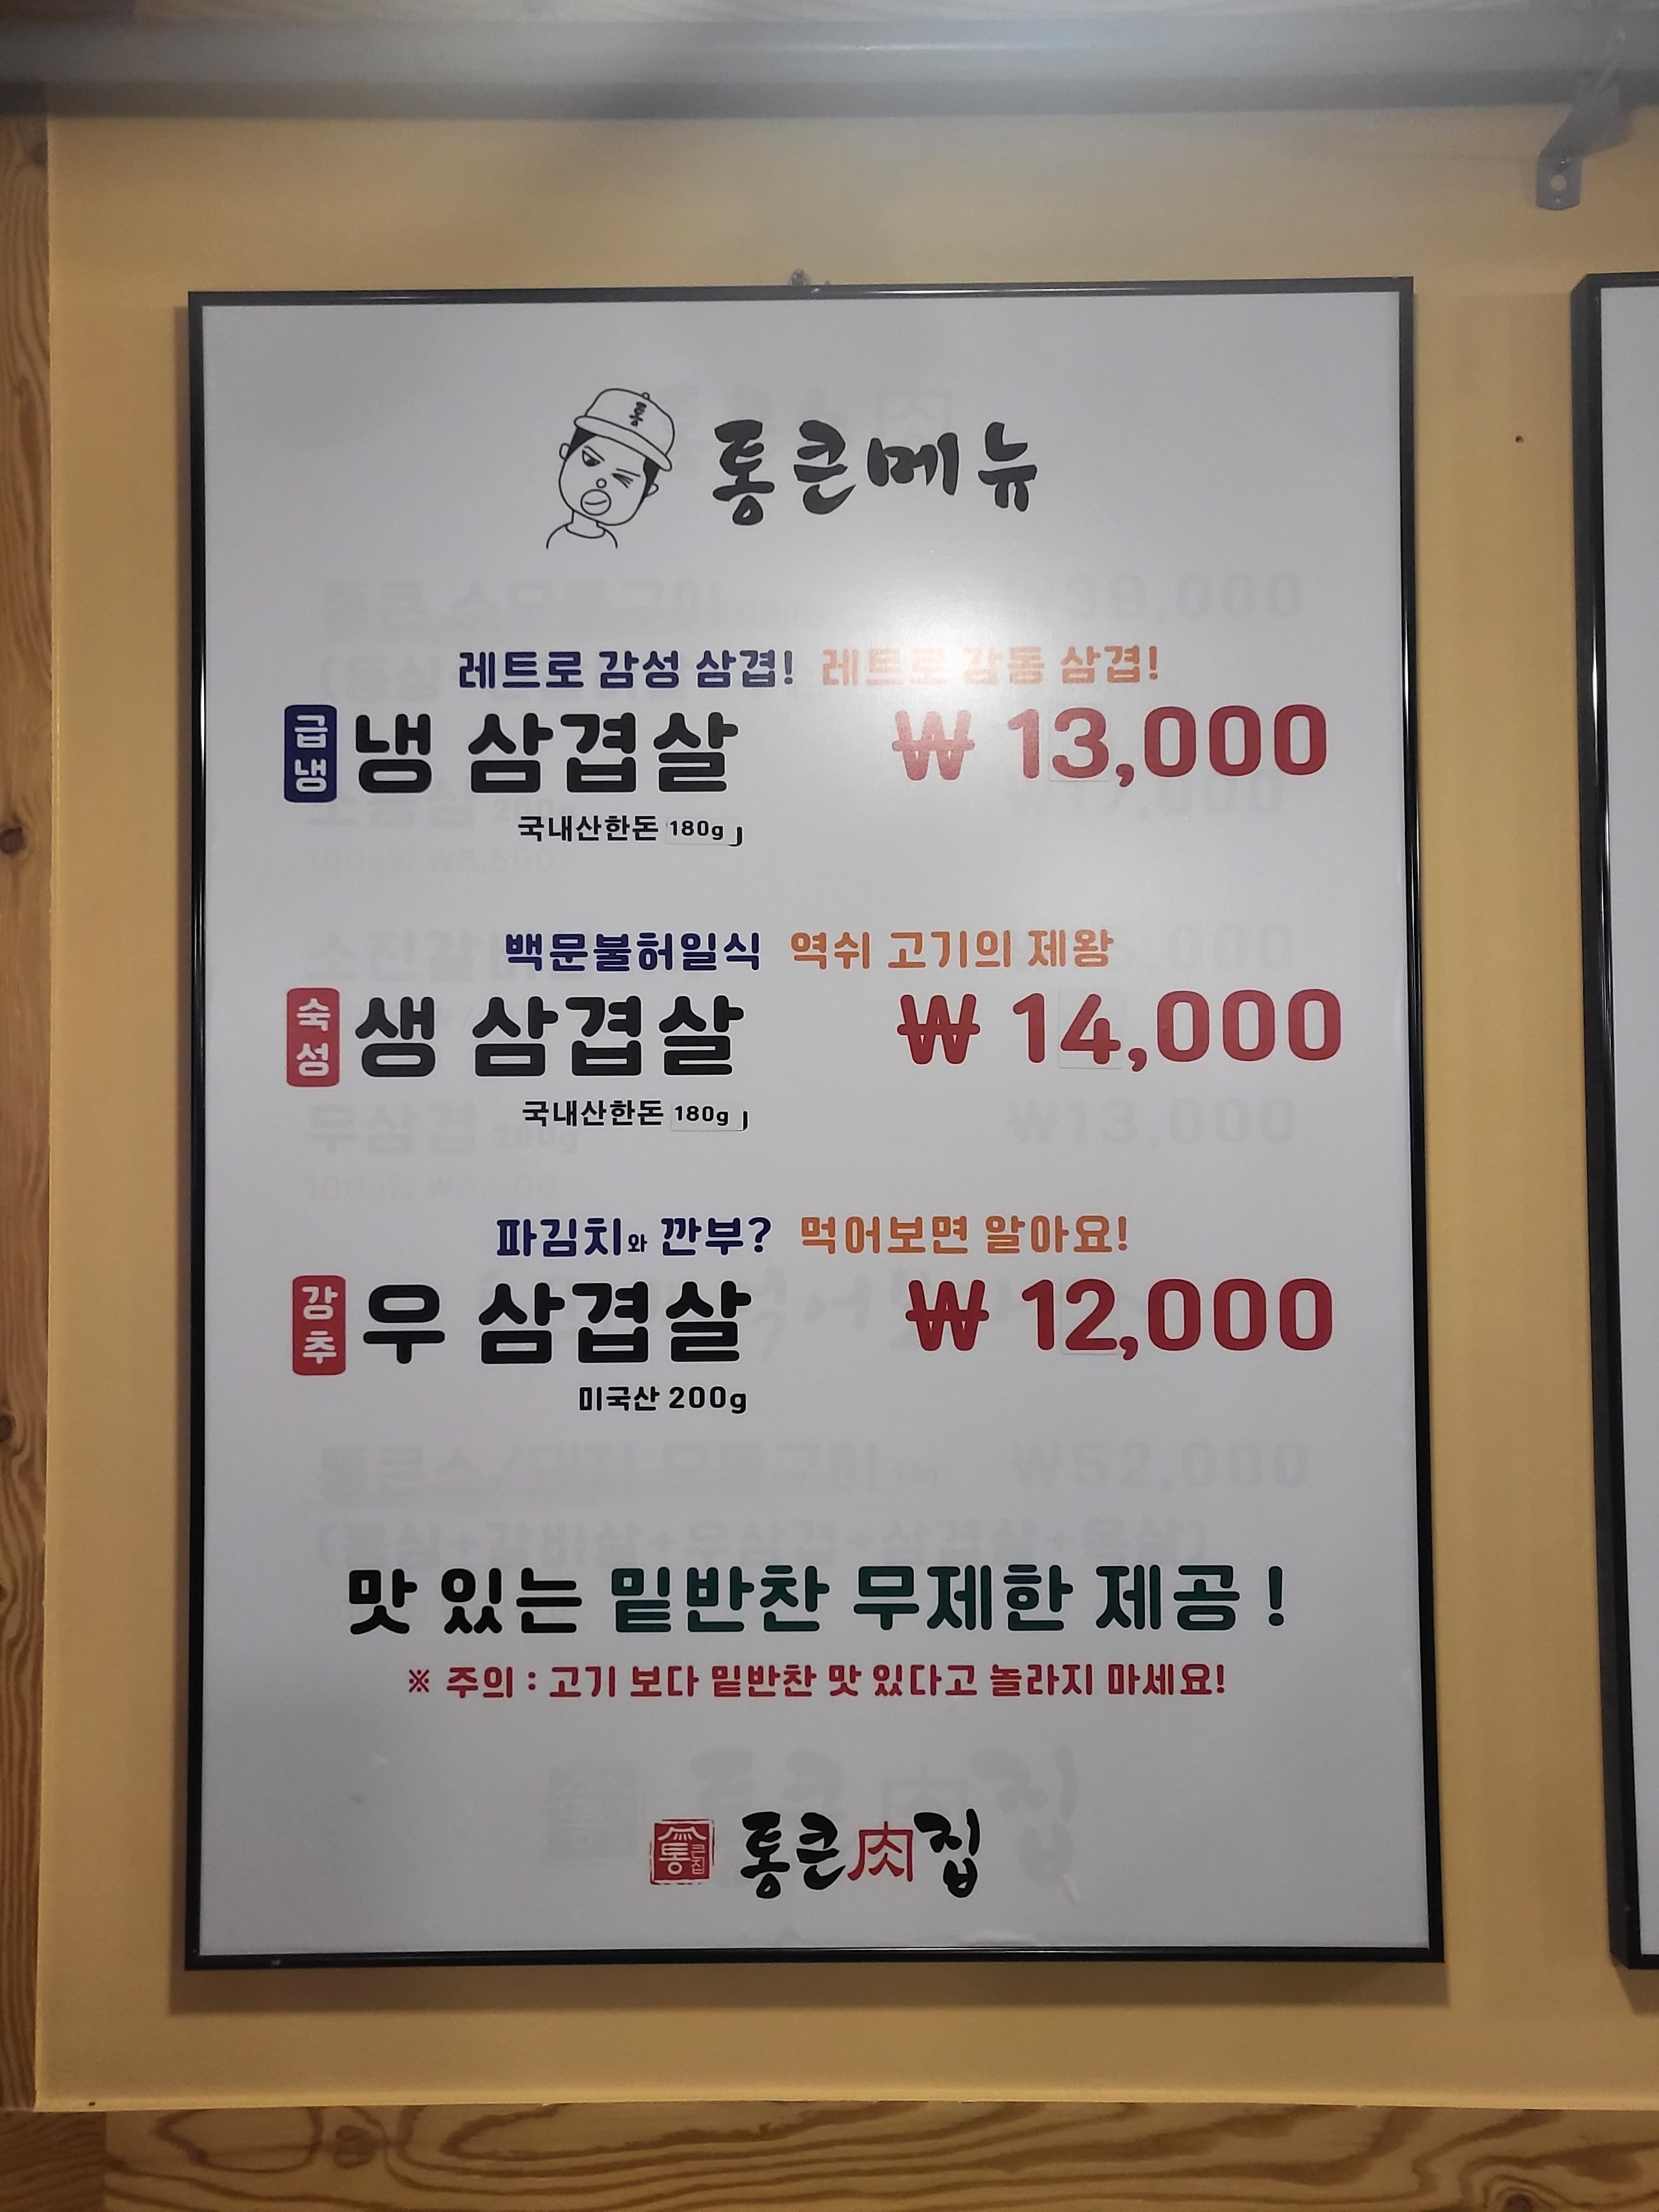 통
통큰메뉴
레트로 감성 삼겹! 레트로 감동 삼겹!
급냉 냉 삼겹살 ₩ 13,000
국내산한돈 180g
백문불허일식 역쉬 고기의 제왕
숙성 생 삼겹살 ₩ 14,000
국내산한돈 180g
파김치와 깐부? 먹어보면 알아요!
강추 우 삼겹살 ₩ 12,000
미국산 200g
맛 있는 밑반찬 무제한 제공 !
※ 주의 : 고기 보다 밑반찬 맛 있다고 놀라지 마세요!
통큰집 통큰肉집